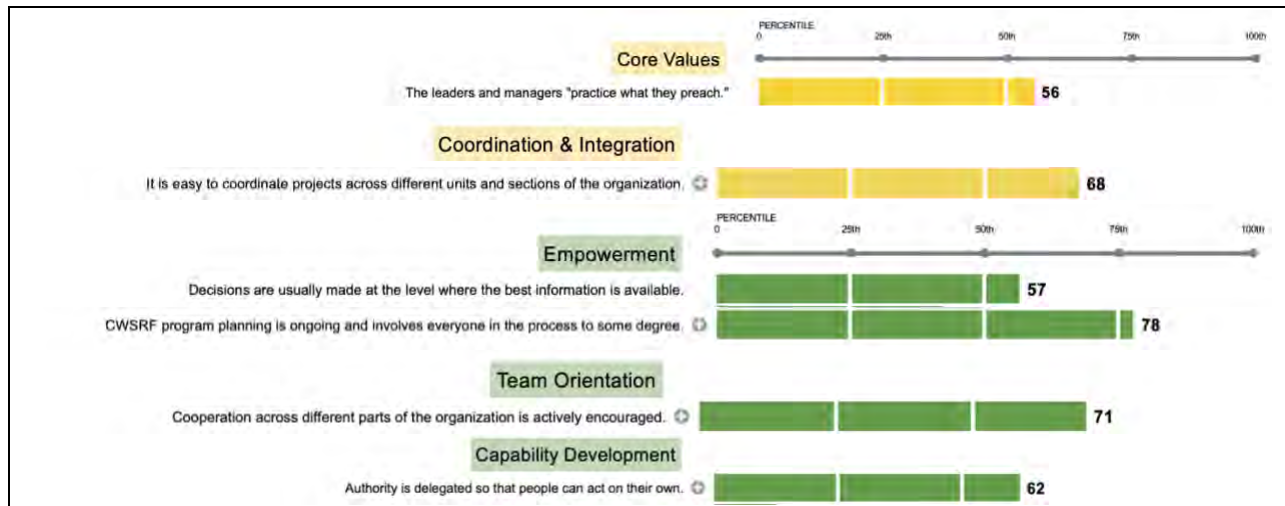 PERCENTILE
0 25th 50th 75th 100th
Core Values
The leaders and managers "practice what they preach." 56
Coordination & Integration
It is easy to coordinate projects across different units and sections of the organization. 68
PERCENTILE
0 25th 50th 75th 100th
Empowerment
Decisions are usually made at the level where the best information is available. 57
CWSRF program planning is ongoing and involves everyone in the process to some degree. 78
Team Orientation
Cooperation across different parts of the organization is actively encouraged. 71
Capability Development
Authority is delegated so that people can act on their own. 62